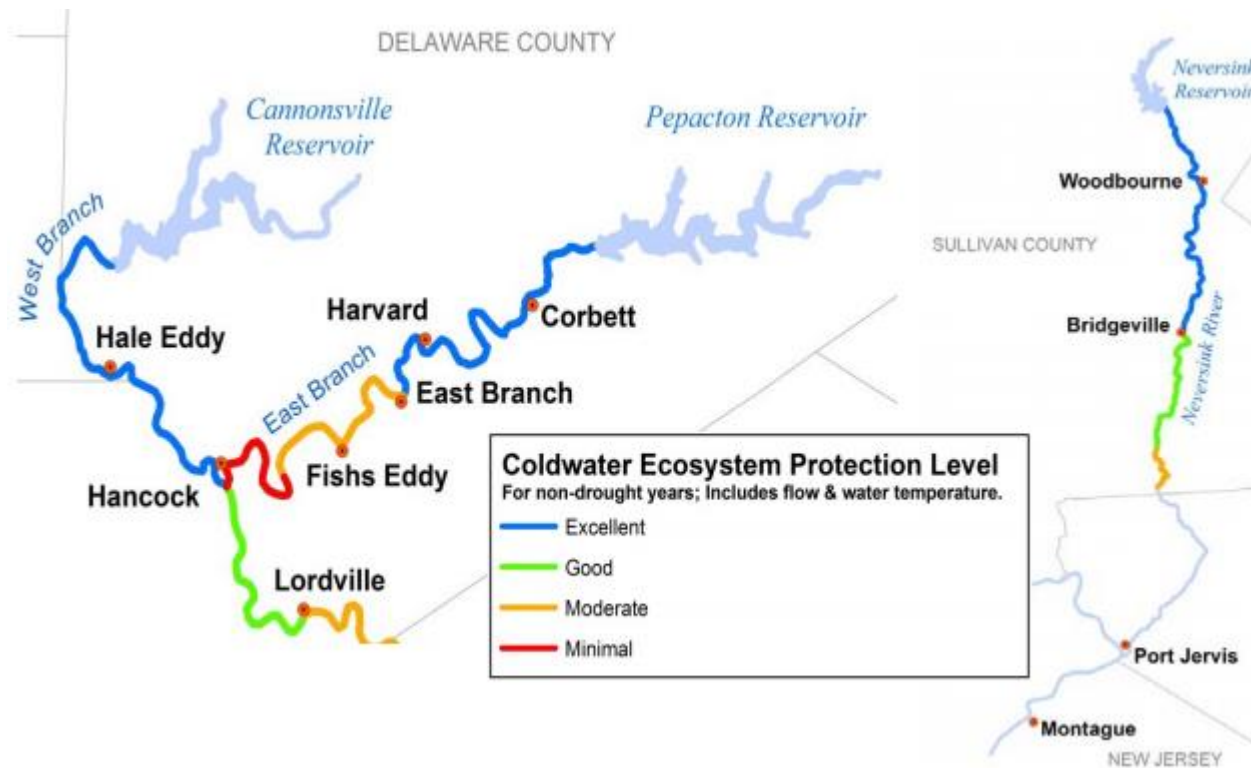 DELAWARE COUNTY
Cannonsville
Reservoir
Pepacton Reservoir
Neversink
Reservoir
West Branch
Woodbourne
SULLIVAN COUNTY
Harvard
Corbett
Hale Eddy
Bridgeville
East Branch
East Branch
Neversink River
Hancock
Fishs Eddy
Coldwater Ecosystem Protection Level
For non-drought years; Includes flow & water temperature.
Excellent
Good
Lordville
Moderate
Minimal
Port Jervis
Montague
NEW JERSEY